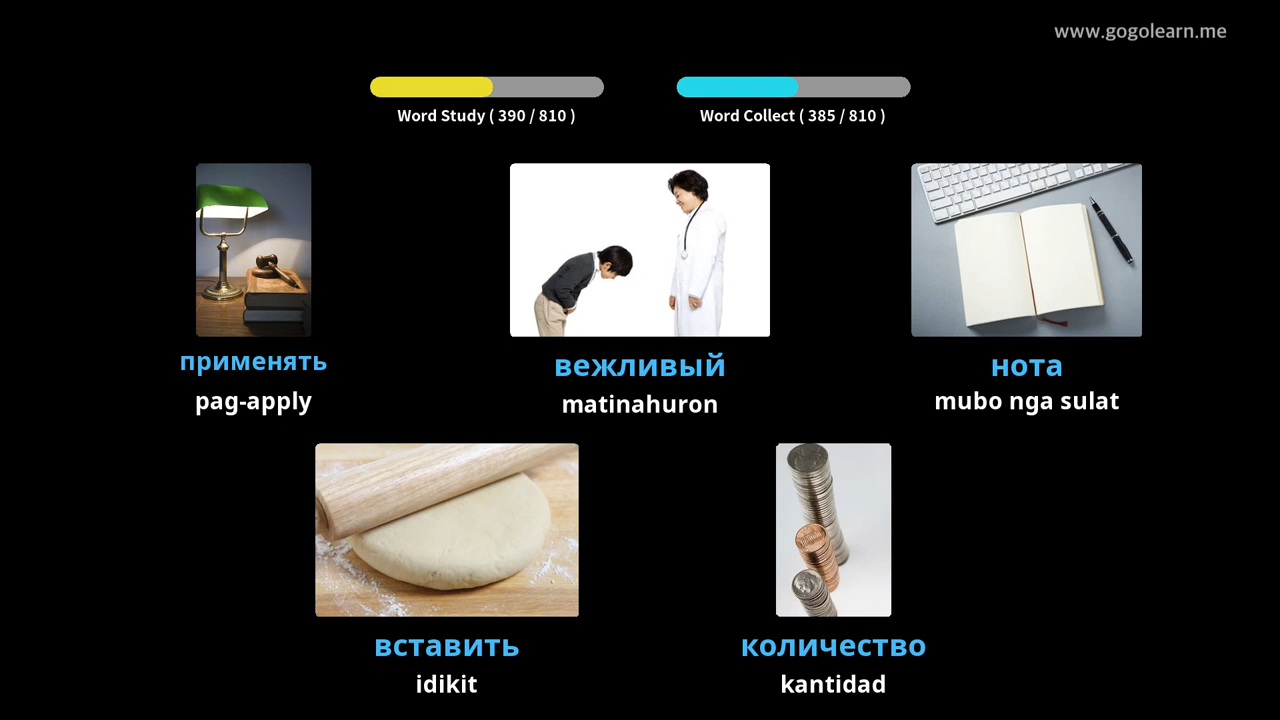 www.gogolearn.me
Word Study ( 390 / 810 )
Word Collect ( 385 / 810 )
применять
pag-apply
вежливый
matinahuron
нота
mubo nga sulat
вставить
idikit
количество
kantidad